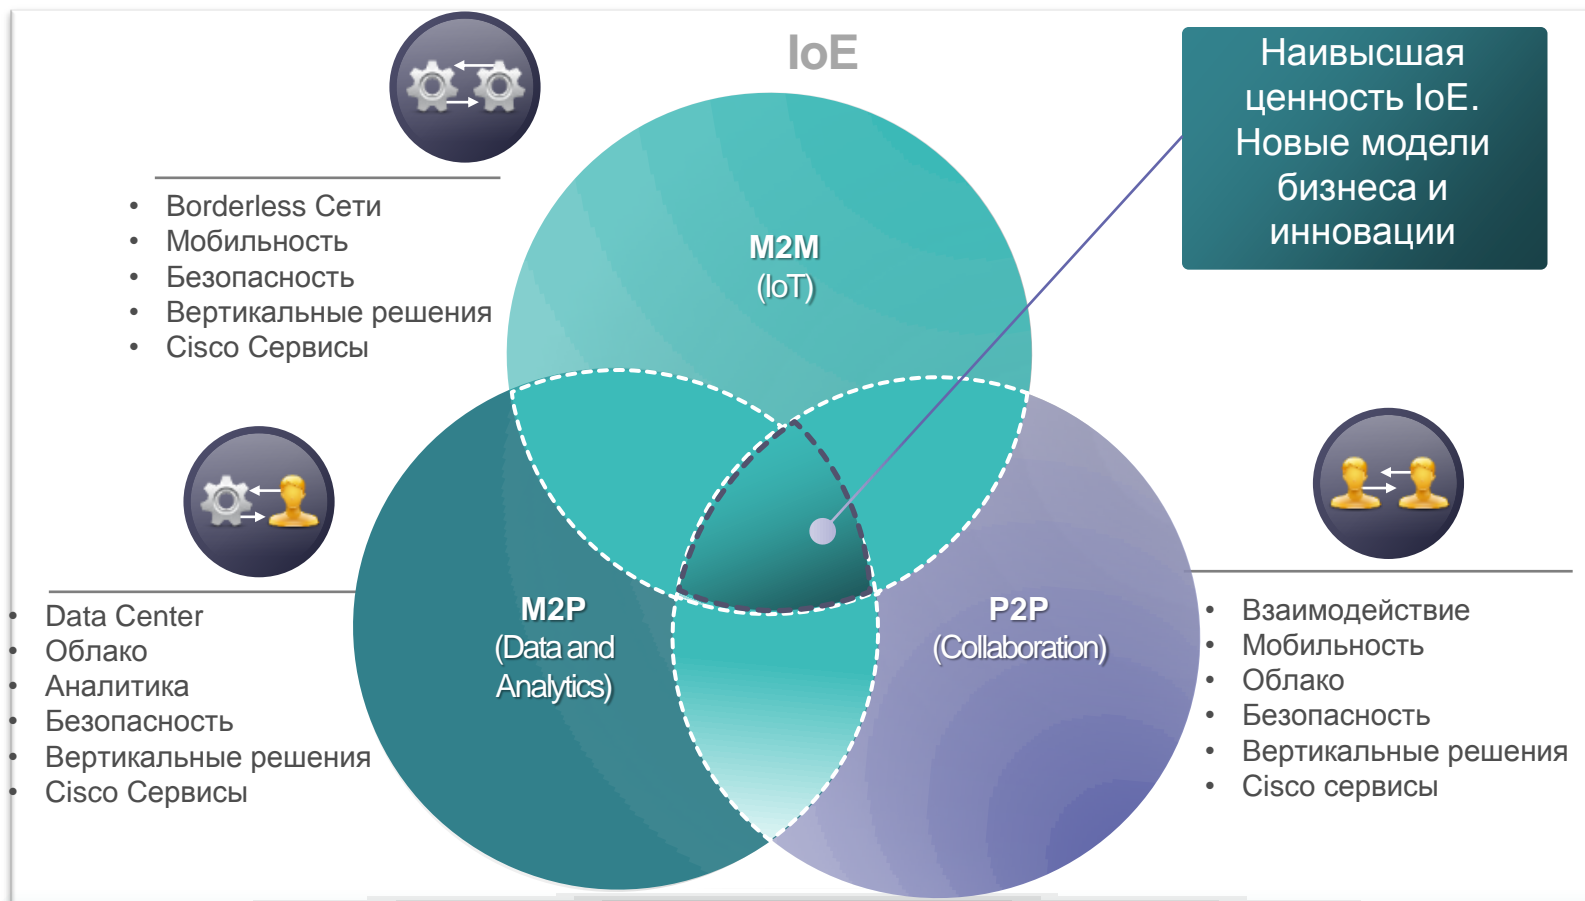 IoE
Наивысшая
ценность IoE.
Новые модели
бизнеса и
инновации
• Borderless Сети
• Мобильность
• Безопасность
• Вертикальные решения
• Cisco Сервисы
M2M
(IoT)
• Data Center
• Облако
• Аналитика
• Безопасность
• Вертикальные решения
• Cisco Сервисы
M2P
(Data and
Analytics)
P2P
(Collaboration)
• Взаимодействие
• Мобильность
• Облако
• Безопасность
• Вертикальные решения
• Cisco сервисы